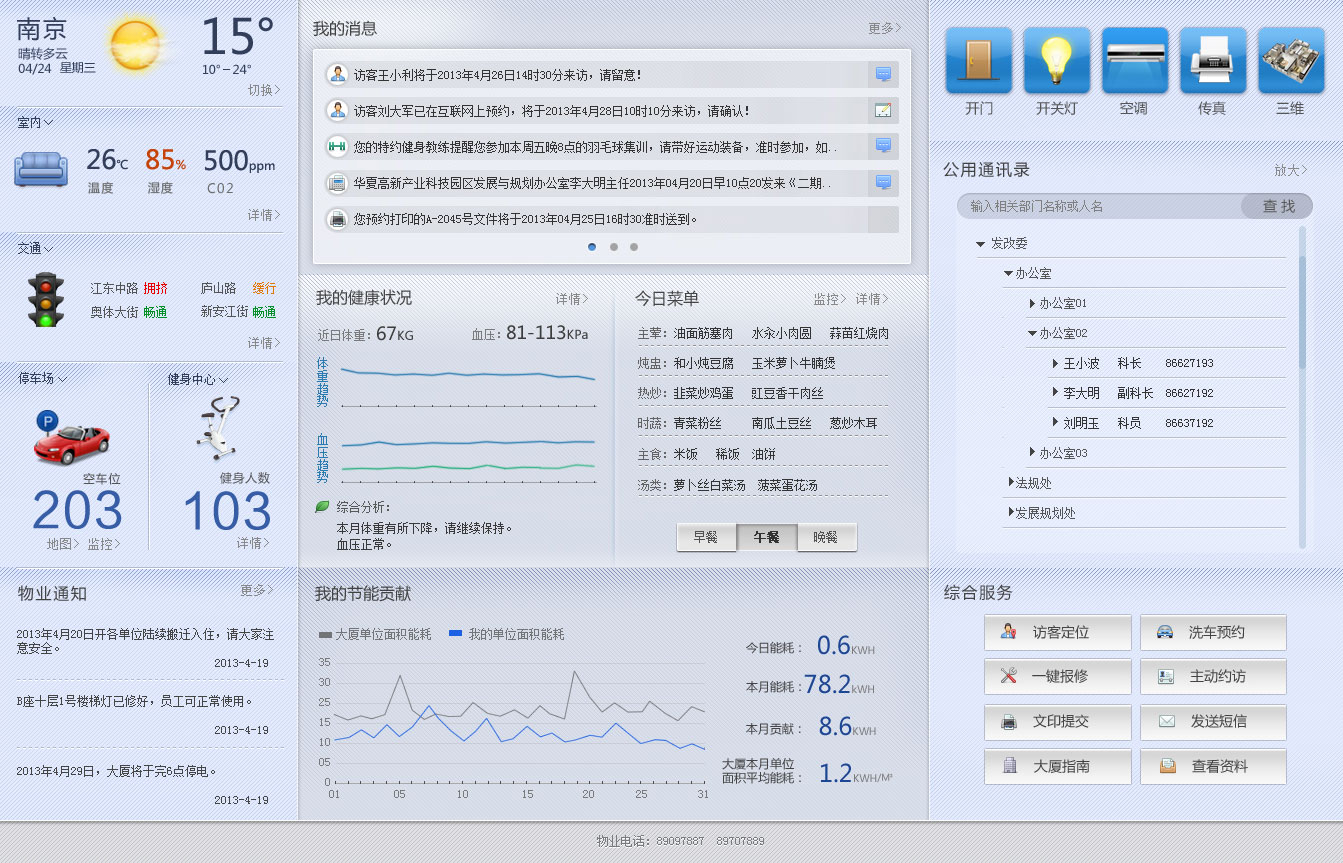 南京
晴转多云
04/24 星期三
15°
10°－24°
切换>
室内
26℃
温度
85%
湿度
500ppm
CO2
详情>
交通
江东中路 拥挤 庐山路 缓行
奥体大街 畅通 新安江街 畅通
详情>
停车场
P
空车位
203
地图> 监控>
健身中心
健身人数
103
详情>
物业通知
更多>
2013年4月20日开各单位陆续搬迁入住，请大家注
意安全。
2013-4-19
B座十层1号楼梯灯已修好，员工可正常使用。
2013-4-19
2013年4月29日，大厦将于完6点停电。
2013-4-19
我的消息
更多>
访客王小利将于2013年4月26日14时30分来访，请留意！
访客刘大军已在互联网上预约，将于2013年4月28日10时10分来访，请确认！
您的特约健身教练提醒您参加本周五晚8点的羽毛球集训，请带好运动装备，准时参加，如..
华夏高新产业科技园区发展与规划办公室李大明主任2013年04月20日早10点20发来《二期..
您预约打印的A-2045号文件将于2013年04月25日16时30准时送到。
我的健康状况
详情>
近日体重：67KG
血压：81-113KPa
体重趋势
血压趋势
综合分析：
本月体重有所下降，请继续保持。
血压正常。
今日菜单
监控> 详情>
主荤：油面筋塞肉 水汆小肉圆 蒜苗红烧肉
炖盅：和小炖豆腐 玉米萝卜牛腩煲
热炒：韭菜炒鸡蛋 豇豆香干肉丝
时蔬：青菜粉丝 南瓜土豆丝 葱炒木耳
主食：米饭 稀饭 油饼
汤类：萝卜丝白菜汤 菠菜蛋花汤
早餐 午餐 晚餐
我的节能贡献
大厦单位面积能耗 我的单位面积能耗
35
30
25
15
10
05
0
01 05 10 15 20 25 31
今日能耗：0.6KWH
本月能耗：78.2KWH
本月贡献：8.6KWH
大厦本月单位
面积平均能耗：1.2KWH/M²
开门 开关灯 空调 传真 三维
公用通讯录
放大>
输入相关部门名称或人名
查 找
发改委
办公室
办公室01
办公室02
王小波 科长 86627193
李大明 副科长 86627192
刘明玉 科员 86637192
办公室03
法规处
发展规划处
综合服务
访客定位 洗车预约
一键报修 主动约访
文印提交 发送短信
大厦指南 查看资料
物业电话：89097887 89707889